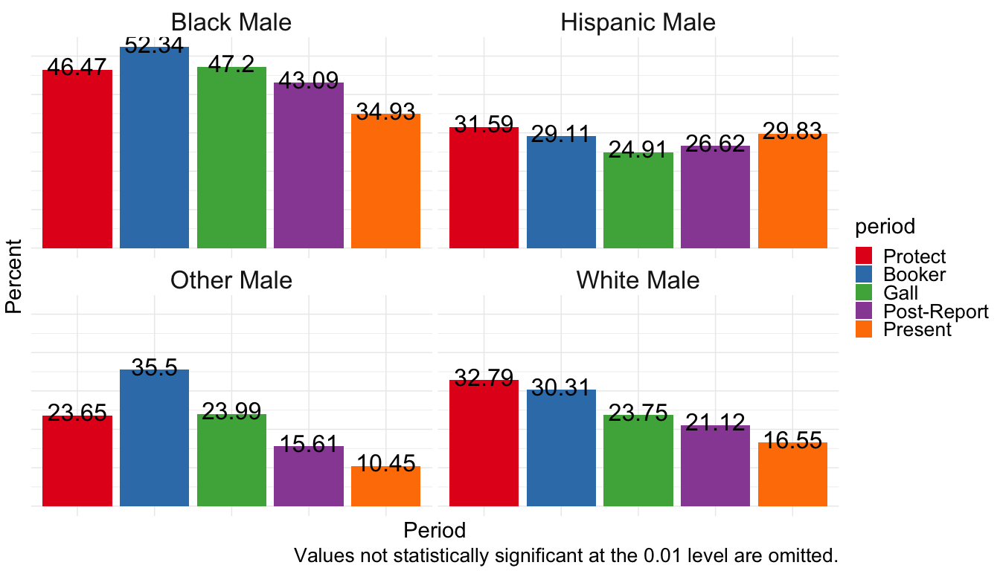 Black Male
46.47
52.34
47.2
43.09
34.93
Hispanic Male
31.59
29.11
24.91
26.62
29.83
Other Male
23.65
35.5
23.99
15.61
10.45
White Male
32.79
30.31
23.75
21.12
16.55
Percent
Period
Values not statistically significant at the 0.01 level are omitted.
period
Protect
Booker
Gall
Post-Report
Present